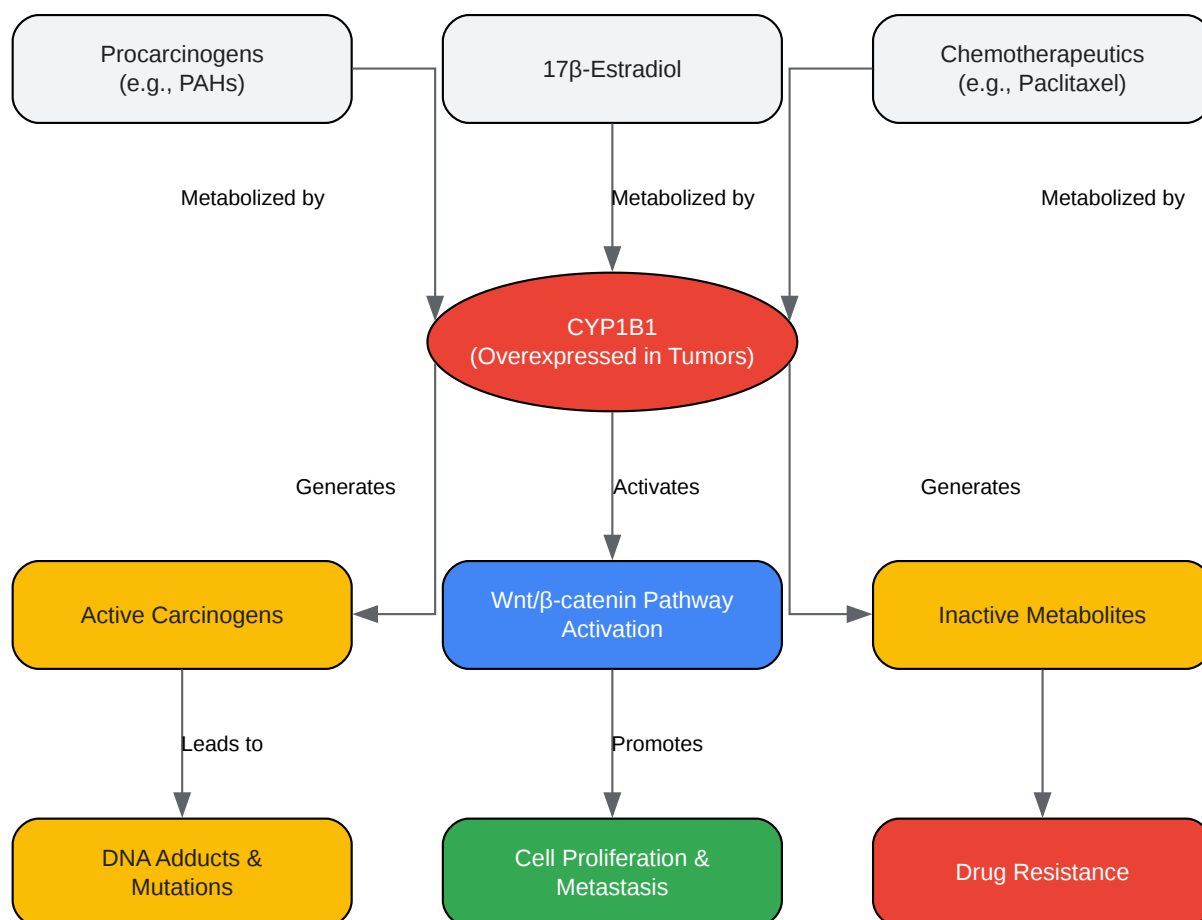 Procarcinogens
(e.g., PAHs)
17β-Estradiol
Chemotherapeutics
(e.g., Paclitaxel)
Metabolized by
Metabolized by
Metabolized by
CYP1B1
(Overexpressed in Tumors)
Generates
Activates
Generates
Active Carcinogens
Wnt/β-catenin Pathway
Activation
Inactive Metabolites
Leads to
Promotes
DNA Adducts &
Mutations
Cell Proliferation &
Metastasis
Drug Resistance